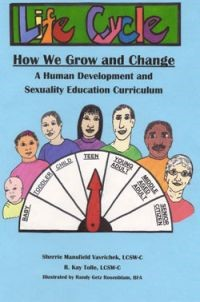 Life Cycle
How We Grow and Change
A Human Development and
Sexuality Education Curriculum
BABY
TODDLER
CHILD
TEEN
YOUNG
ADULT
MIDDLE
AGED
ADULT
SENIOR
CITIZEN
Sherrie Mansfield Vavrichek, LCSW-C
R. Kay Tolle, LCSW-C
Illustrated by Randy Getz Rosenblum, BFA